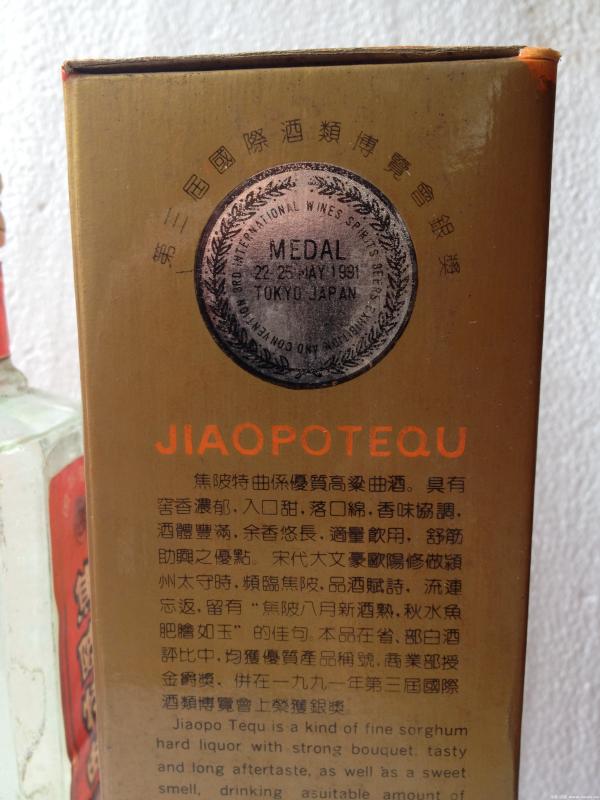 第三届國際酒類博覽會銀獎
3RD INTERNATIONAL WINES SPIRITS BEERS EXHIBITION AND CONVENTION
MEDAL
22-25 MAY 1991
TOKYO JAPAN
JIAOPOTEQU
焦陂特曲係優質高粱曲酒。具有
窖香濃郁,入口甜,落口綿,香味協調,
酒體豐滿,余香悠長,適量飲用,舒筋
助興之優點。宋代大文豪歐陽修做潁
州太守時,頻臨焦陂,品酒賦詩,流連
忘返,留有“焦陂八月新酒熟,秋水魚
肥膾如玉”的佳句。本品在省、部白酒
評比中,均獲優質產品稱號,商業部授
金爵獎、併在一九九一年第三屆國際
酒類博覽會上榮獲銀獎
Jiaopo Tequ is a kind of fine sorghum
hard liquor with strong bouquet. tasty
and long aftertaste, as well as a sweet
smell, drinking asuitable amount of